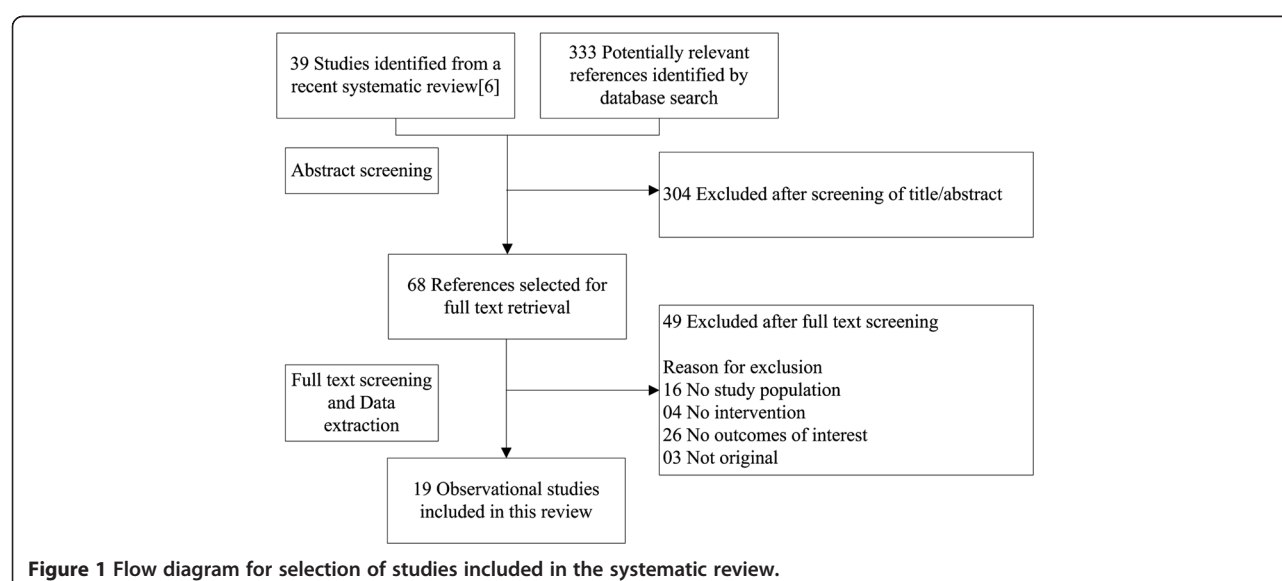 39 Studies identified from a
recent systematic review[6]
333 Potentially relevant
references identified by
database search
Abstract screening
304 Excluded after screening of title/abstract
68 References selected for
full text retrieval
49 Excluded after full text screening
Reason for exclusion
16 No study population
04 No intervention
26 No outcomes of interest
03 Not original
Full text screening
and Data
extraction
19 Observational studies
included in this review
Figure 1 Flow diagram for selection of studies included in the systematic review.